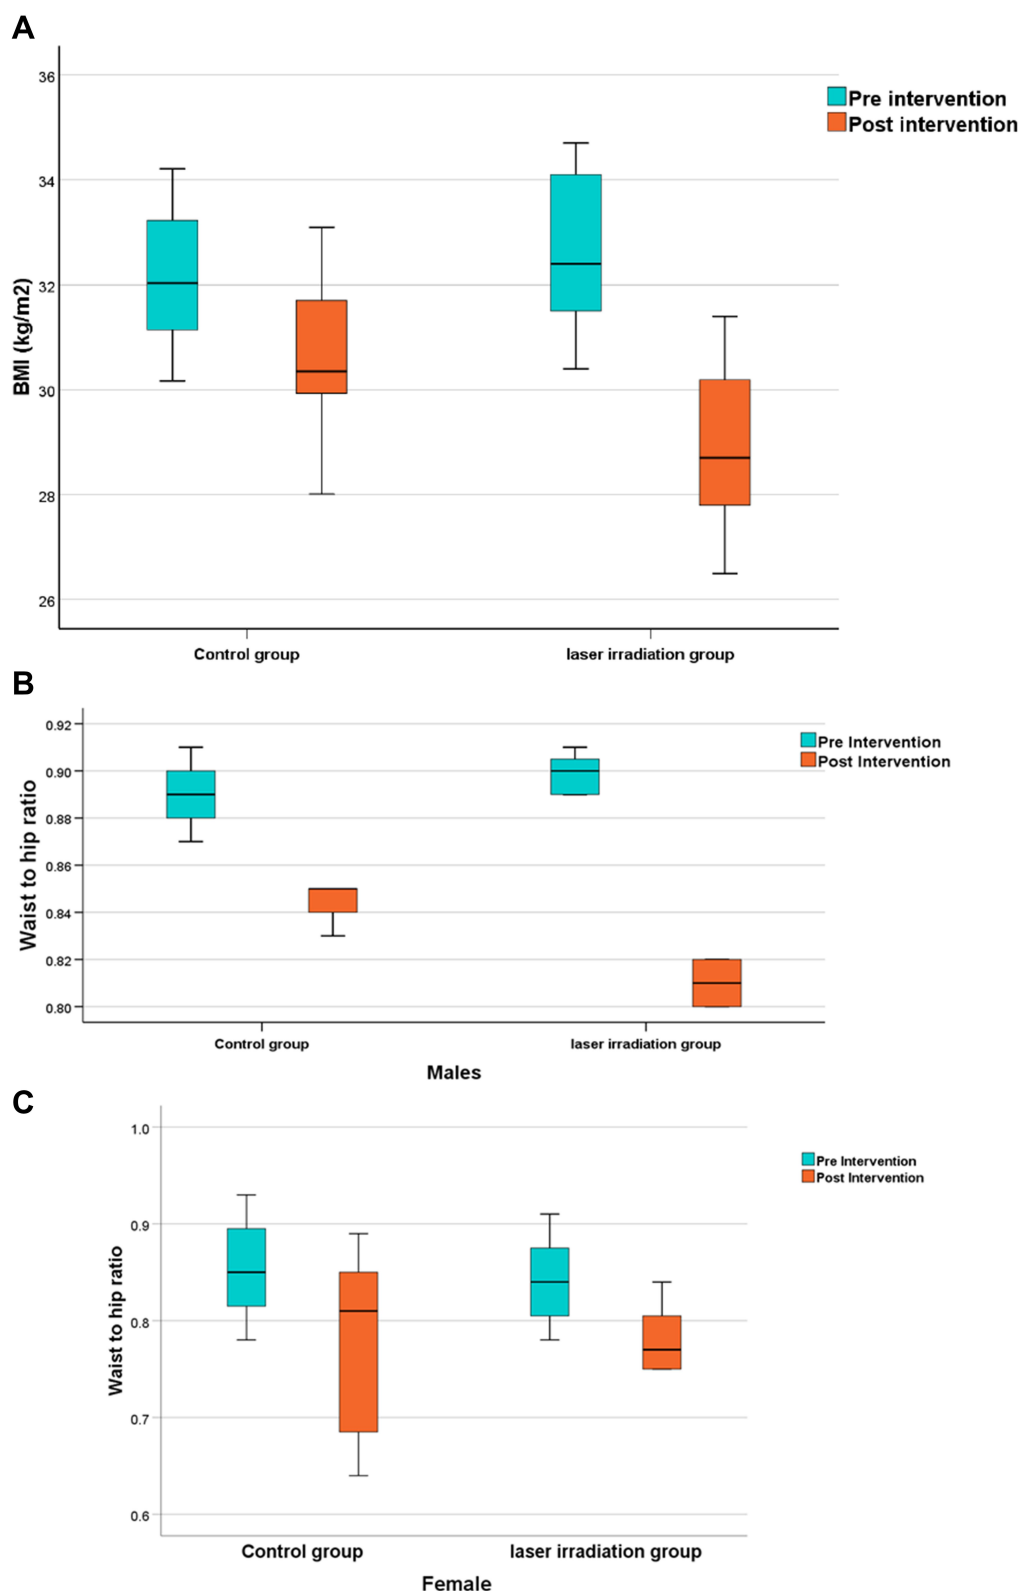 A
36
34
32
30
28
26
BMI (kg/m2)
Pre intervention
Post intervention
Control group
laser irradiation group
B
0.92
0.90
0.88
0.86
0.84
0.82
0.80
Waist to hip ratio
Pre Intervention
Post Intervention
Control group
laser irradiation group
Males
C
1.0
0.9
0.8
0.7
0.6
Waist to hip ratio
Pre Intervention
Post Intervention
Control group
laser irradiation group
Female